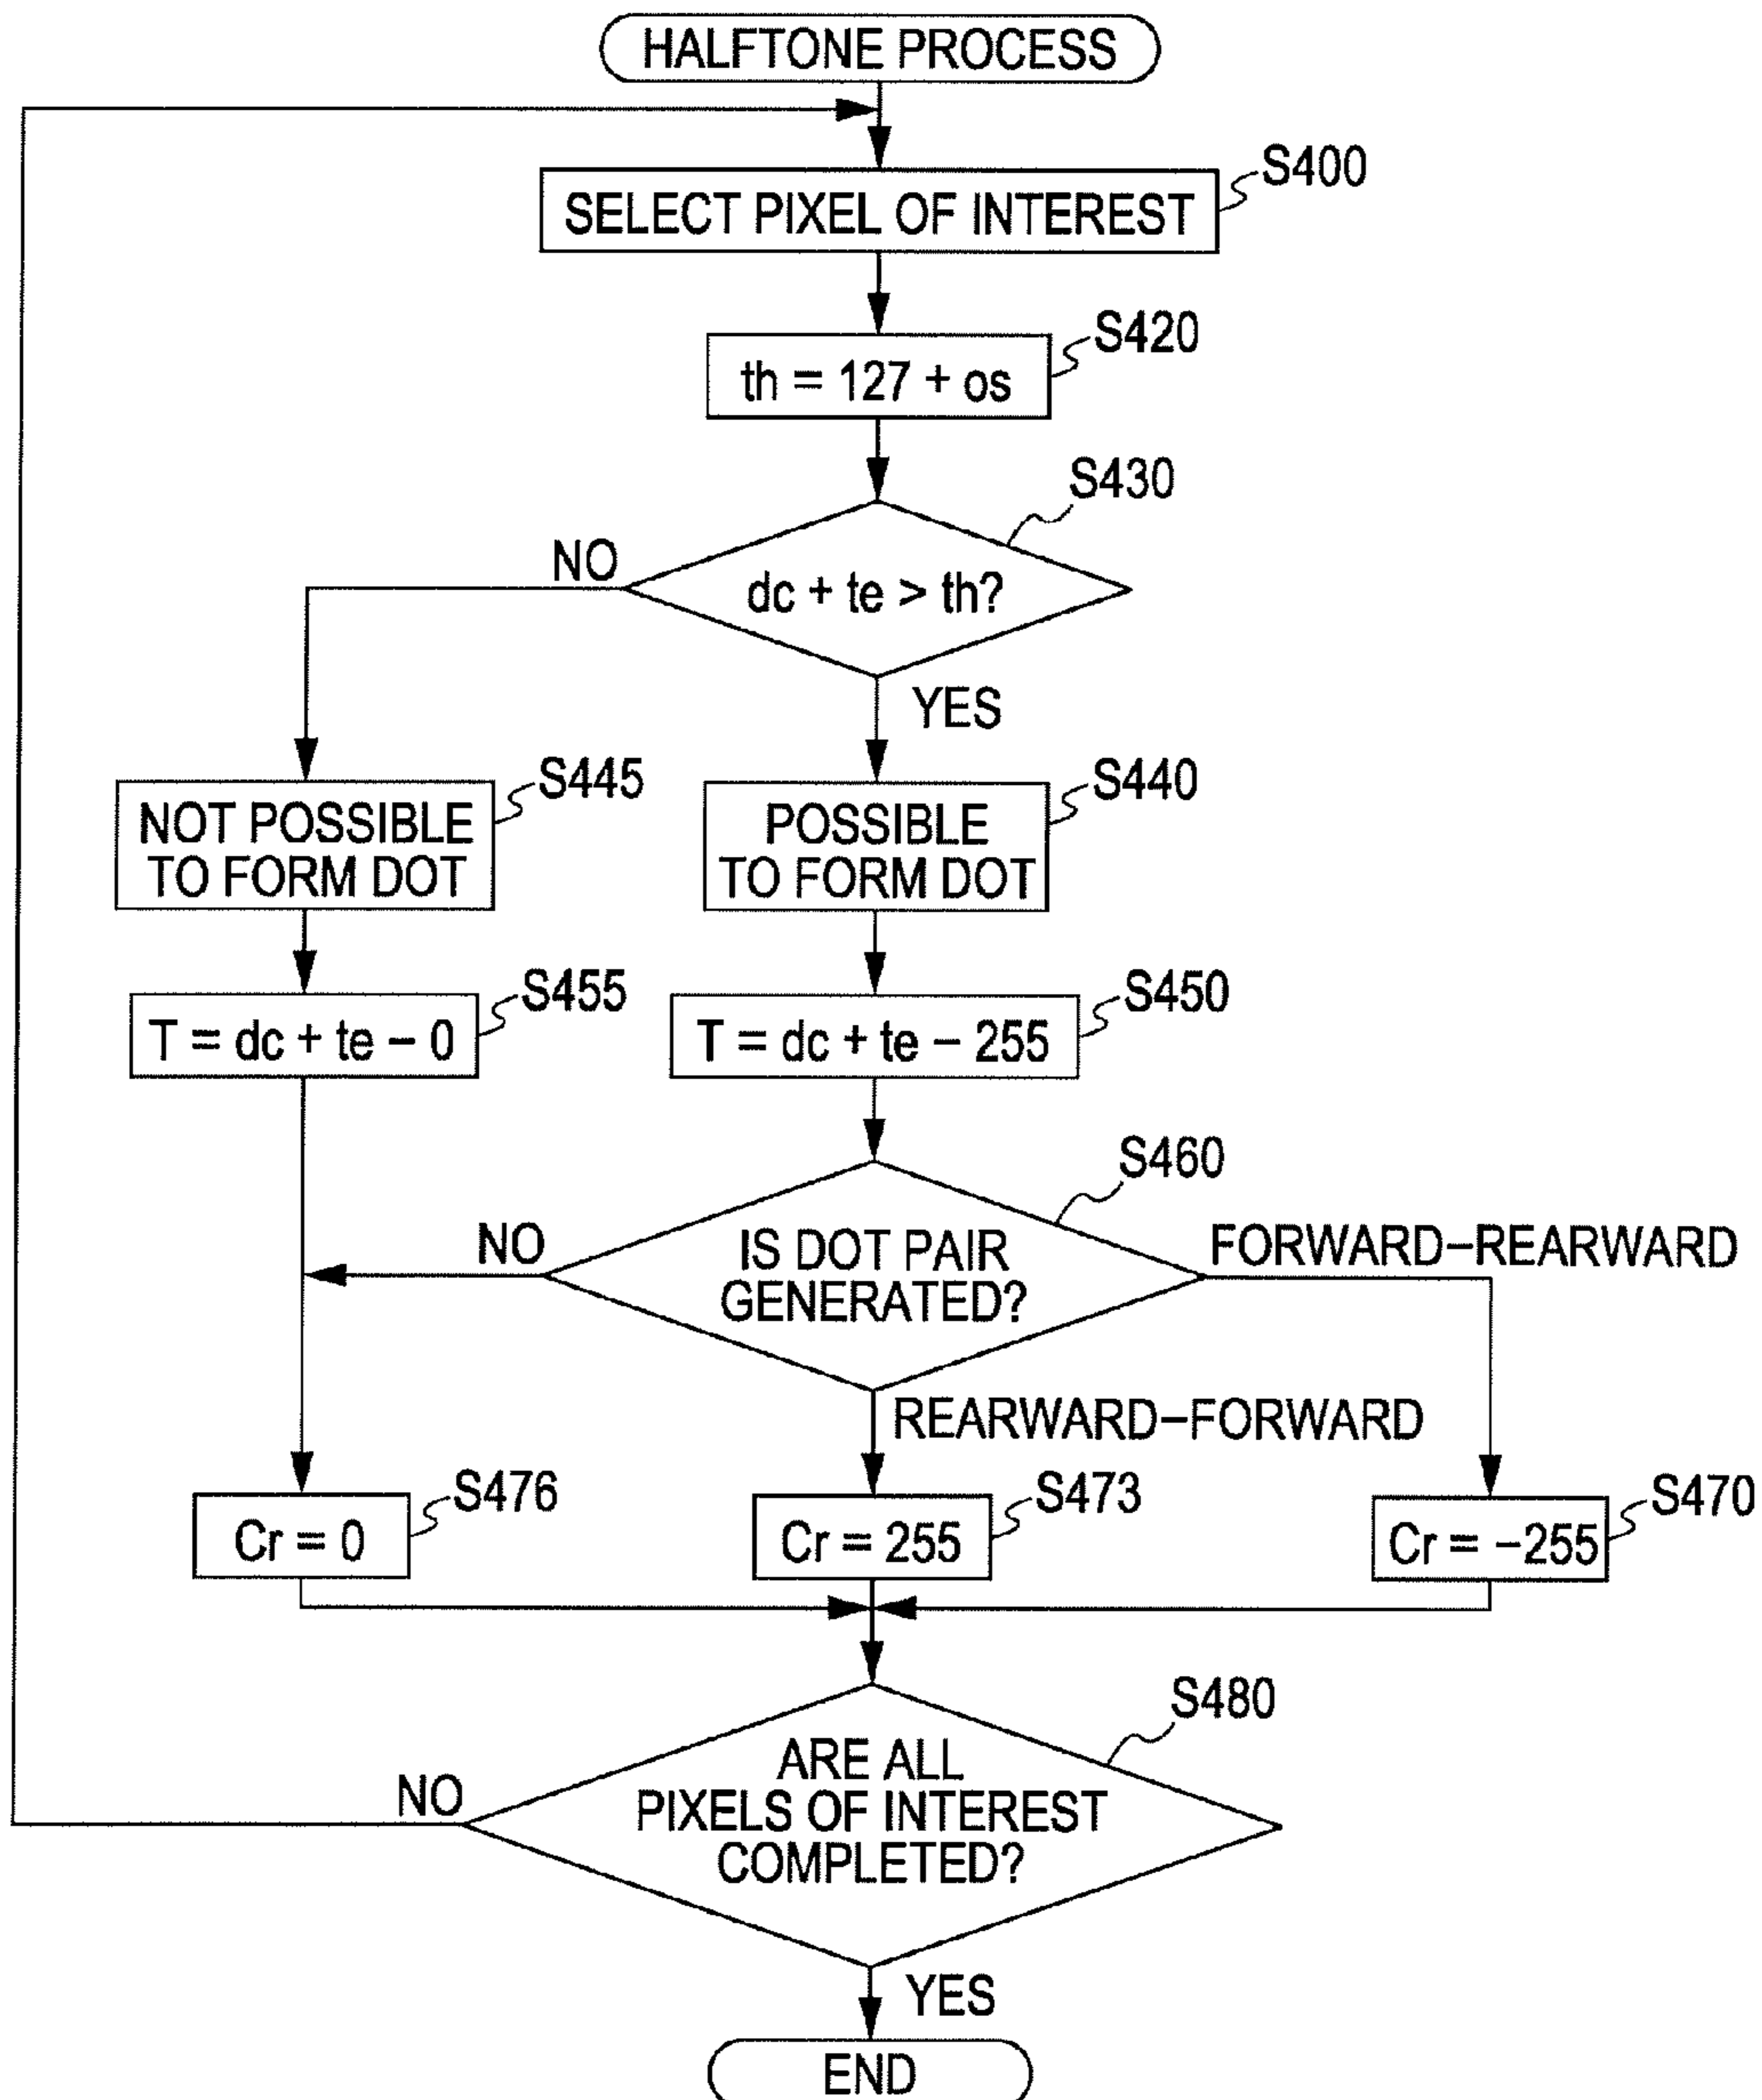 HALFTONE PROCESS
S400
SELECT PIXEL OF INTEREST
S420
th = 127 + os
S430
NO
dc + te > th?
YES
S445
NOT POSSIBLE
TO FORM DOT
S440
POSSIBLE
TO FORM DOT
S455
T = dc + te – 0
S450
T = dc + te – 255
S460
NO
IS DOT PAIR
GENERATED?
FORWARD–REARWARD
REARWARD–FORWARD
S476
Cr = 0
S473
Cr = 255
S470
Cr = –255
S480
NO
ARE ALL
PIXELS OF INTEREST
COMPLETED?
YES
END